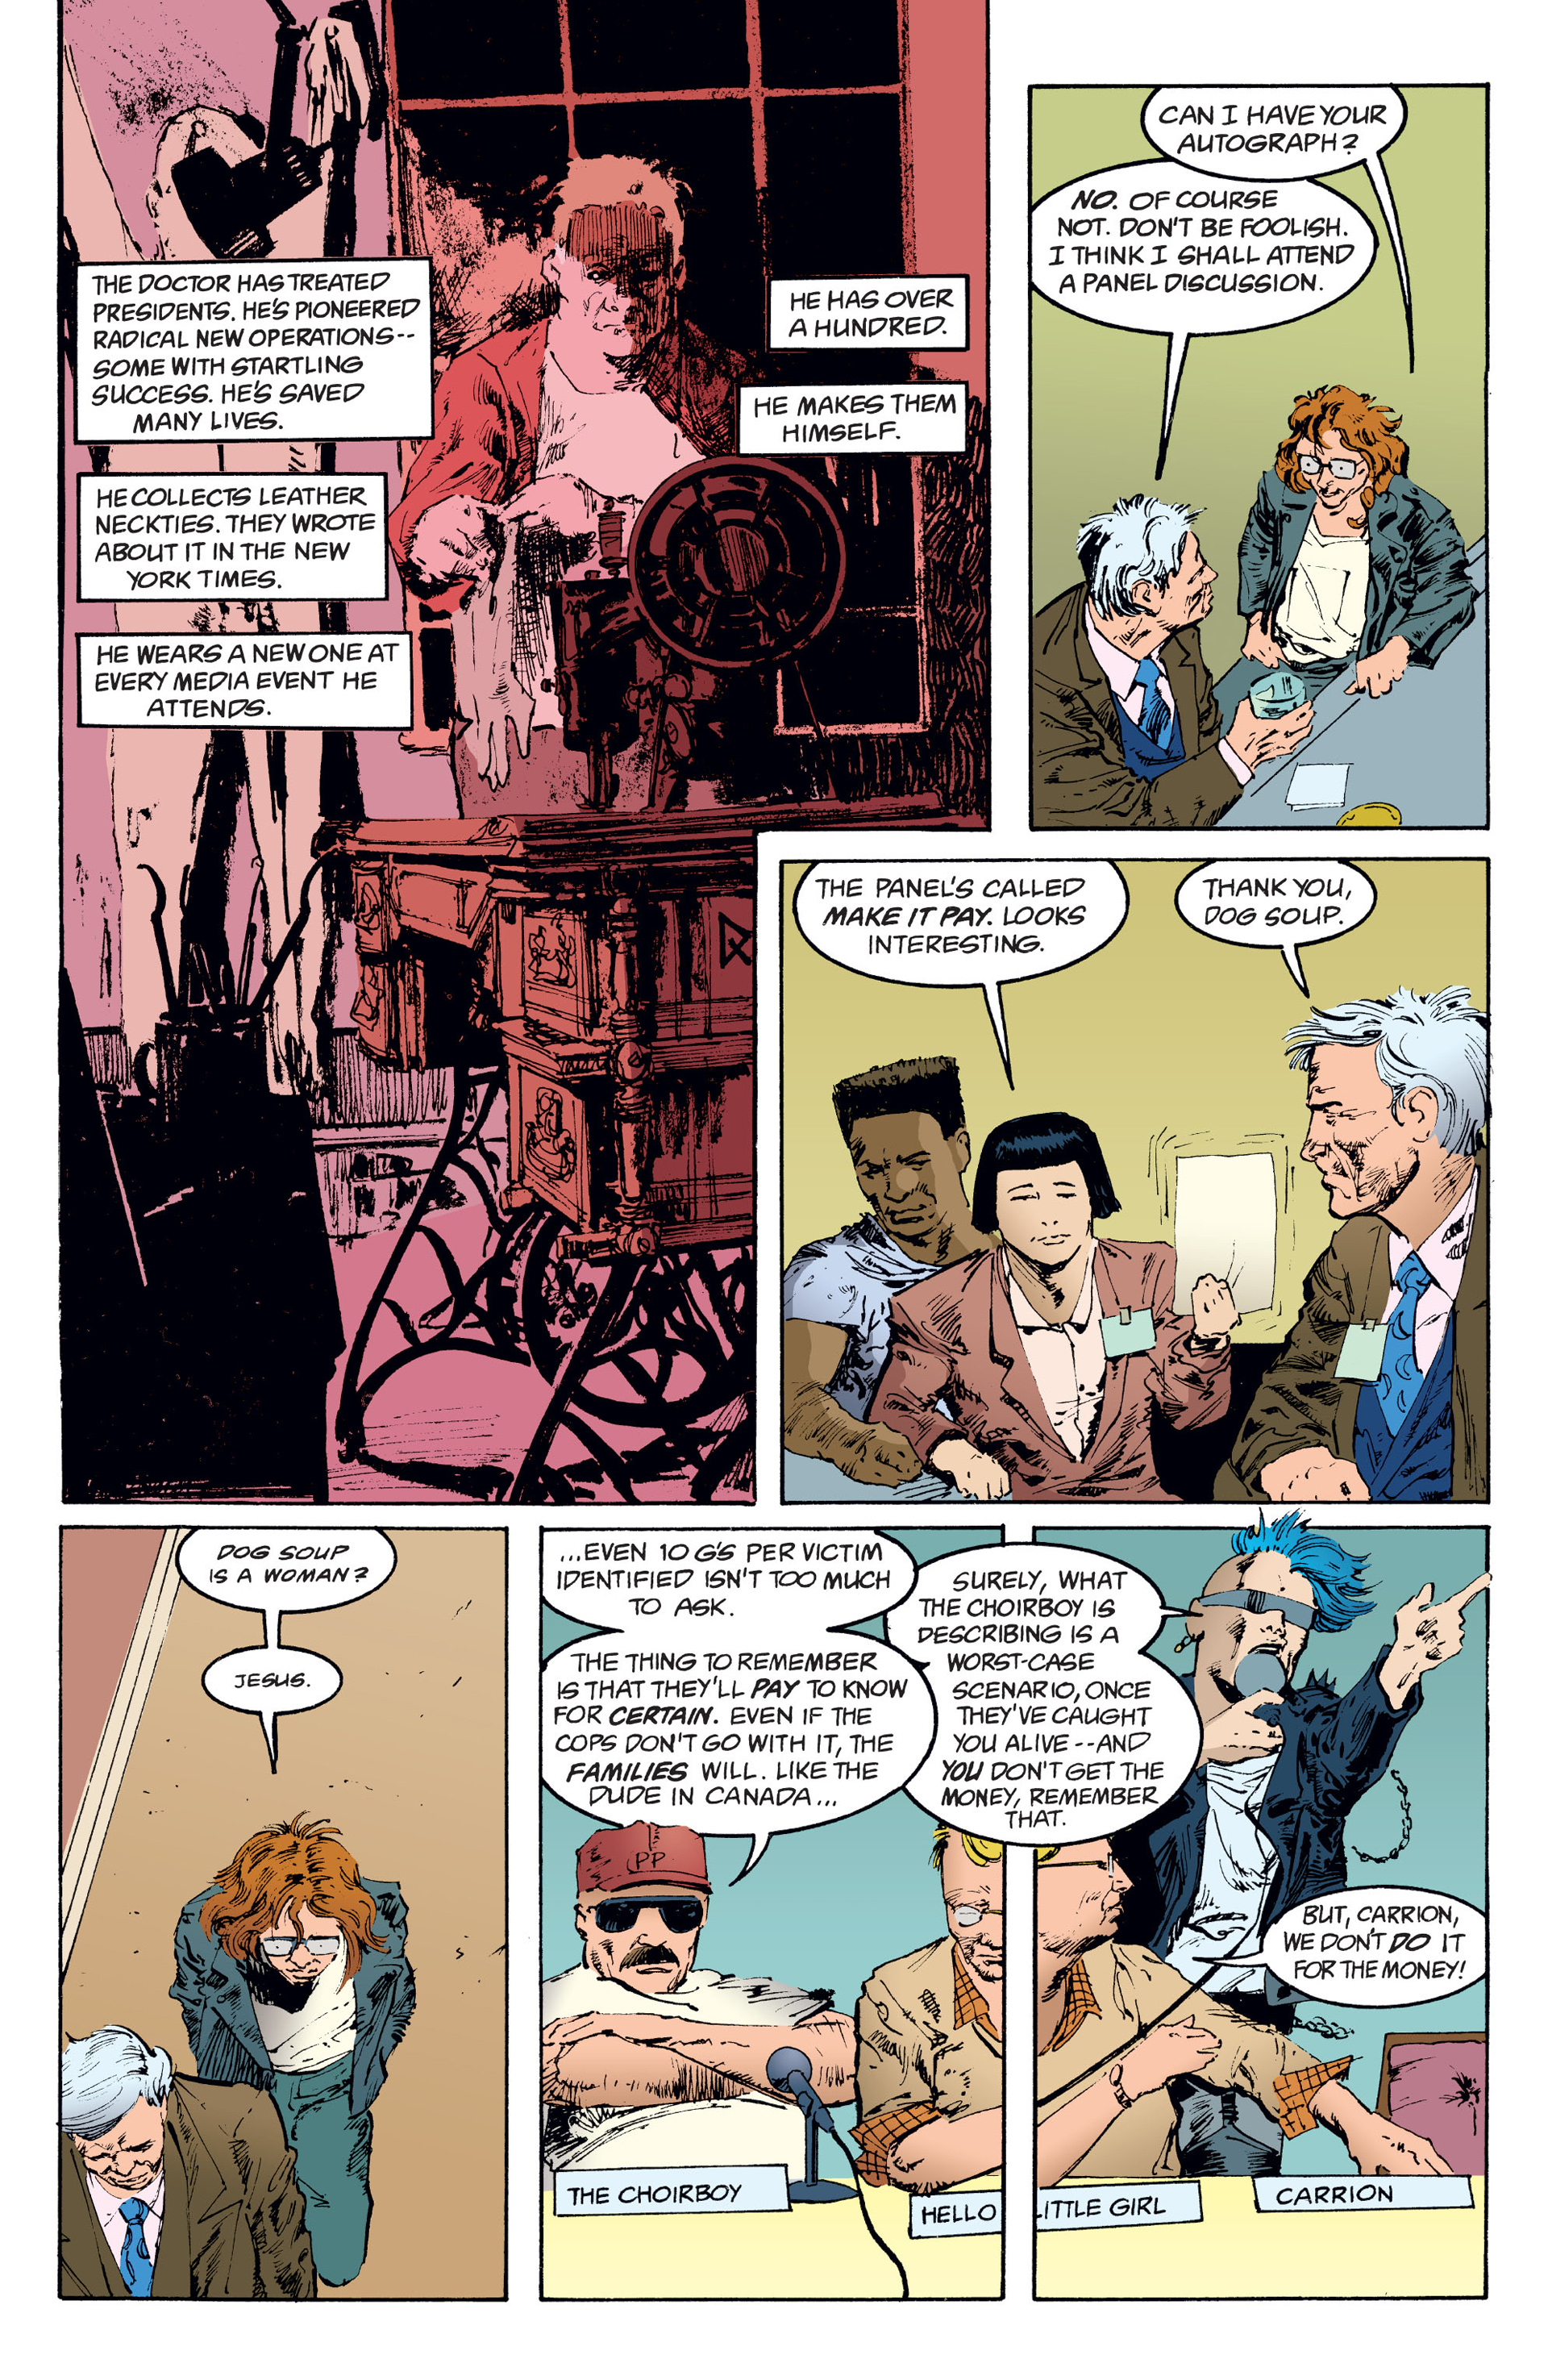 THE DOCTOR HAS TREATED
PRESIDENTS. HE'S PIONEERED
RADICAL NEW OPERATIONS--
SOME WITH STARTLING
SUCCESS. HE'S SAVED
MANY LIVES.
HE COLLECTS LEATHER
NECKTIES. THEY WROTE
ABOUT IT IN THE NEW
YORK TIMES.
HE WEARS A NEW ONE AT
EVERY MEDIA EVENT HE
ATTENDS.
HE HAS OVER
A HUNDRED.
HE MAKES THEM
HIMSELF.
CAN I HAVE YOUR
AUTOGRAPH?
NO. OF COURSE
NOT. DON'T BE FOOLISH.
I THINK I SHALL ATTEND
A PANEL DISCUSSION.
THE PANEL'S CALLED
MAKE IT PAY. LOOKS
INTERESTING.
THANK YOU,
DOG SOUP.
DOG SOUP
IS A WOMAN?
JESUS.
...EVEN 10 G'S PER VICTIM
IDENTIFIED ISN'T TOO MUCH
TO ASK.
THE THING TO REMEMBER
IS THAT THEY'LL PAY TO KNOW
FOR CERTAIN. EVEN IF THE
COPS DON'T GO WITH IT, THE
FAMILIES WILL. LIKE THE
DUDE IN CANADA...
PP
THE CHOIRBOY
HELLO
SURELY, WHAT
THE CHOIRBOY IS
DESCRIBING IS A
WORST-CASE
SCENARIO, ONCE
THEY'VE CAUGHT
YOU ALIVE--AND
YOU DON'T GET THE
MONEY, REMEMBER
THAT.
BUT, CARRION,
WE DON'T DO IT
FOR THE MONEY!
LITTLE GIRL
CARRION